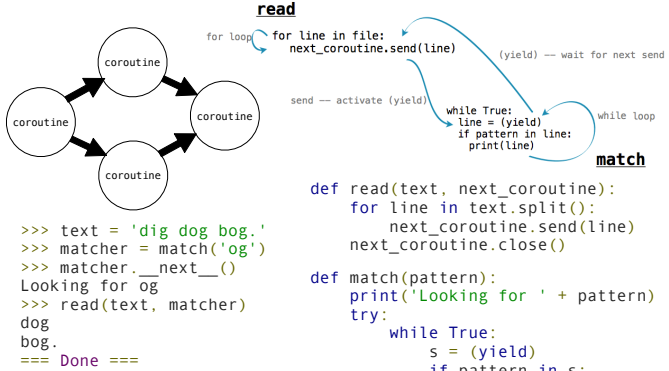 read
for loop
for line in file:
next_coroutine.send(line)
(yield) -- wait for next send
send -- activate (yield)
while True:
line = (yield)
if pattern in line:
print(line)
while loop
match
coroutine
coroutine
coroutine
coroutine
>>> text = 'dig dog bog.'
>>> matcher = match('og')
>>> matcher.__next__()
Looking for og
>>> read(text, matcher)
dog
bog.
=== Done ===
def read(text, next_coroutine):
for line in text.split():
next_coroutine.send(line)
next_coroutine.close()
def match(pattern):
print('Looking for ' + pattern)
try:
while True:
s = (yield)
if pattern in s: